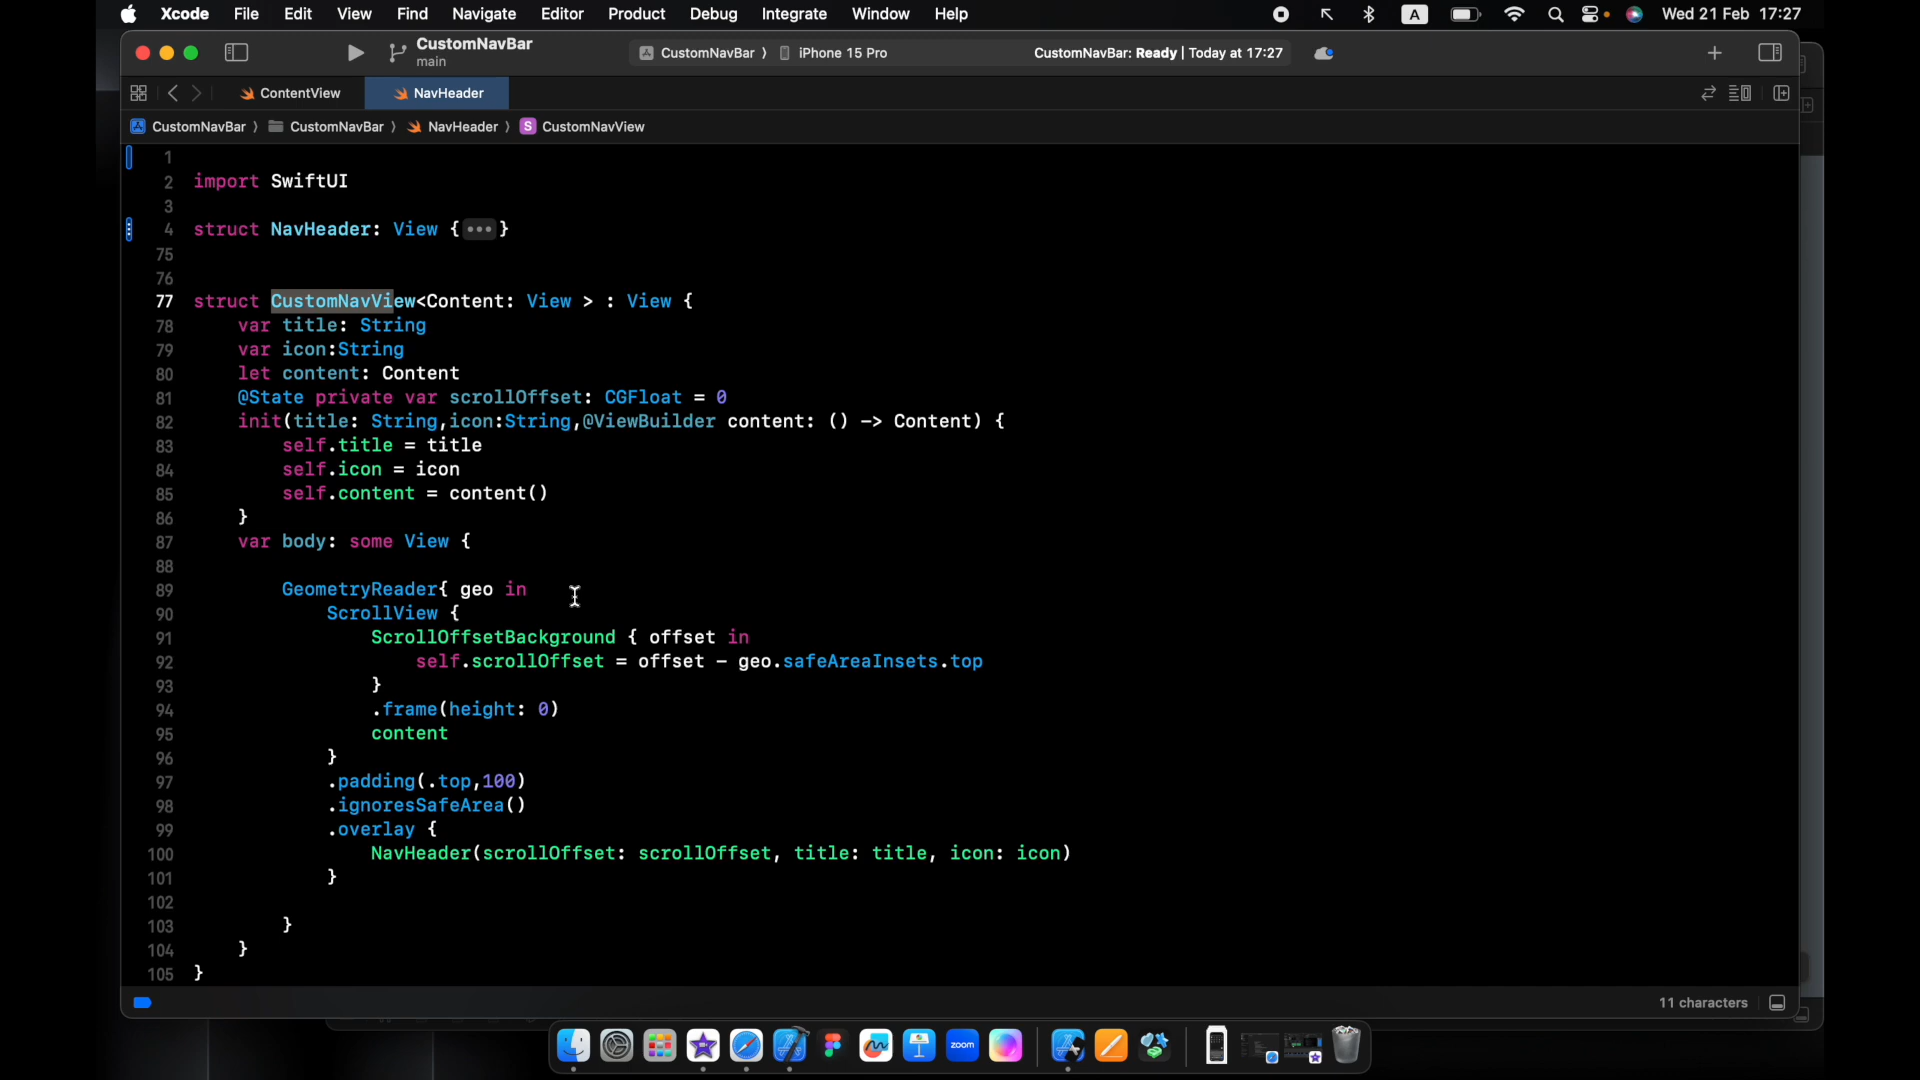 Xcode File Edit View Find Navigate Editor Product Debug Integrate Window Help A Wed 21 Feb 17:27
CustomNavBar
main
CustomNavBar 〉 iPhone 15 Pro CustomNavBar: Ready | Today at 17:27
ContentView NavHeader
CustomNavBar 〉 CustomNavBar 〉 NavHeader 〉 S CustomNavView
1
2 import SwiftUI
3
4 struct NavHeader: View {•••}
75
76
77 struct CustomNavView<Content: View > : View {
78 var title: String
79 var icon:String
80 let content: Content
81 @State private var scrollOffset: CGFloat = 0
82 init(title: String,icon:String,@ViewBuilder content: () -> Content) {
83 self.title = title
84 self.icon = icon
85 self.content = content()
86 }
87 var body: some View {
88
89 GeometryReader{ geo in
90 ScrollView {
91 ScrollOffsetBackground { offset in
92 self.scrollOffset = offset - geo.safeAreaInsets.top
93 }
94 .frame(height: 0)
95 content
96 }
97 .padding(.top,100)
98 .ignoresSafeArea()
99 .overlay {
100 NavHeader(scrollOffset: scrollOffset, title: title, icon: icon)
101 }
102
103 }
104 }
105 }
11 characters
zoom